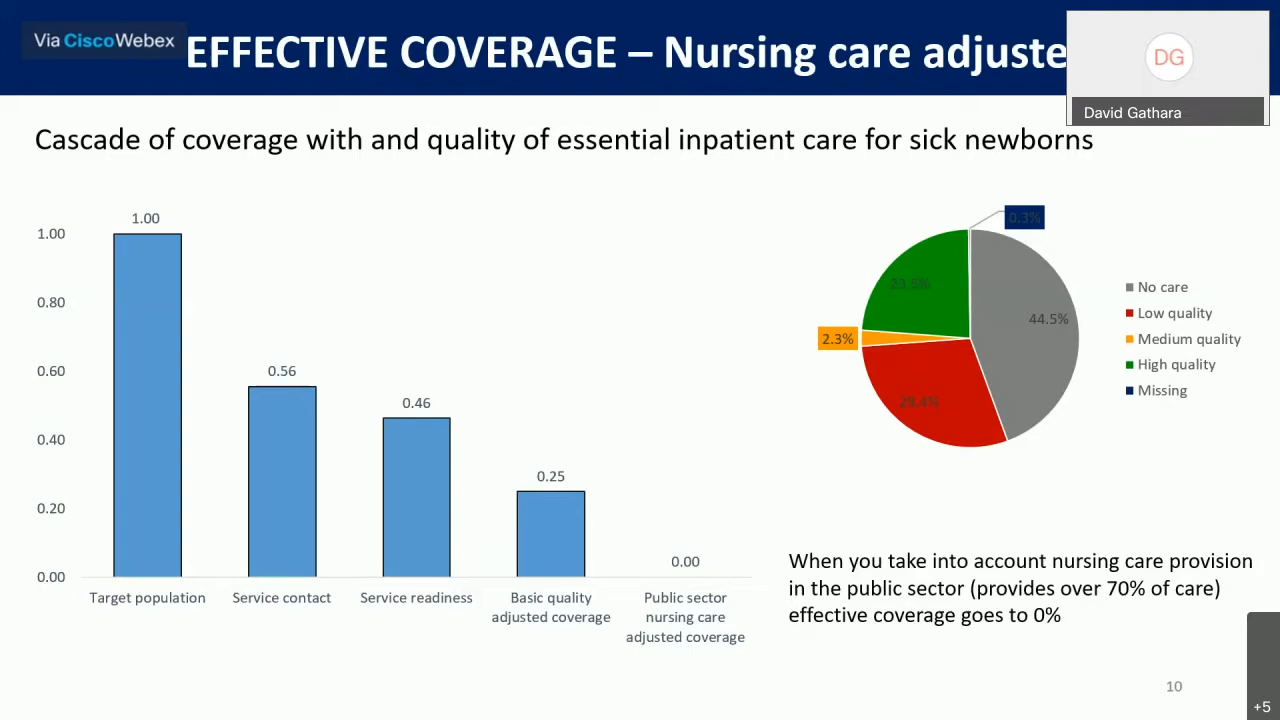 Via Cisco Webex
EFFECTIVE COVERAGE – Nursing care adjuste
DG
David Gathara
Cascade of coverage with and quality of essential inpatient care for sick newborns
1.00
0.80
0.60
0.40
0.20
0.00
1.00
0.56
0.46
0.25
0.00
Target population
Service contact
Service readiness
Basic quality
adjusted coverage
Public sector
nursing care
adjusted coverage
0.3%
44.5%
2.3%
29.4%
No care
Low quality
Medium quality
High quality
Missing
When you take into account nursing care provision
in the public sector (provides over 70% of care)
effective coverage goes to 0%
10
+5